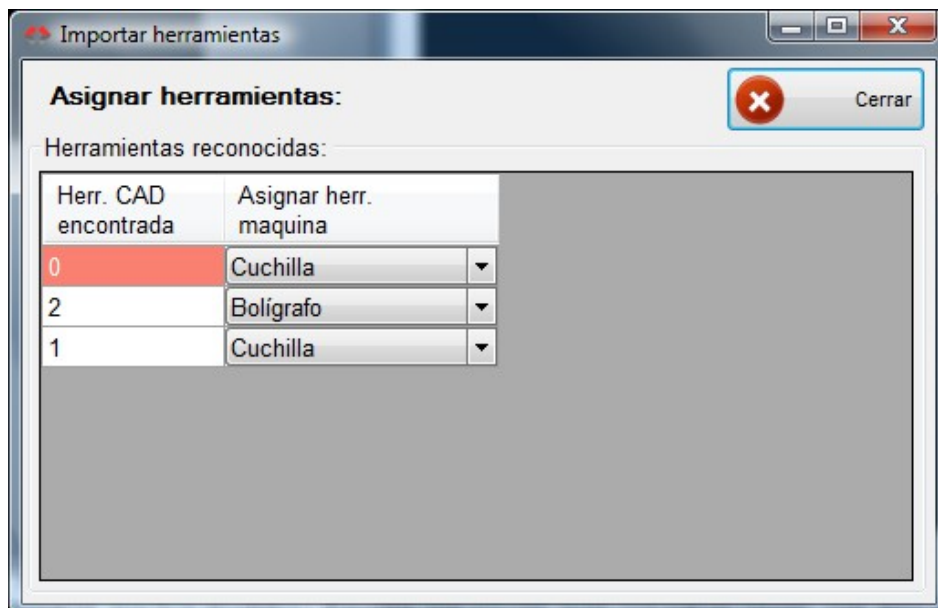 Importar herramientas
Asignar herramientas:
Cerrar
Herramientas reconocidas:
Herr. CAD encontrada
Asignar herr. maquina
0 Cuchilla
2 Bolígrafo
1 Cuchilla